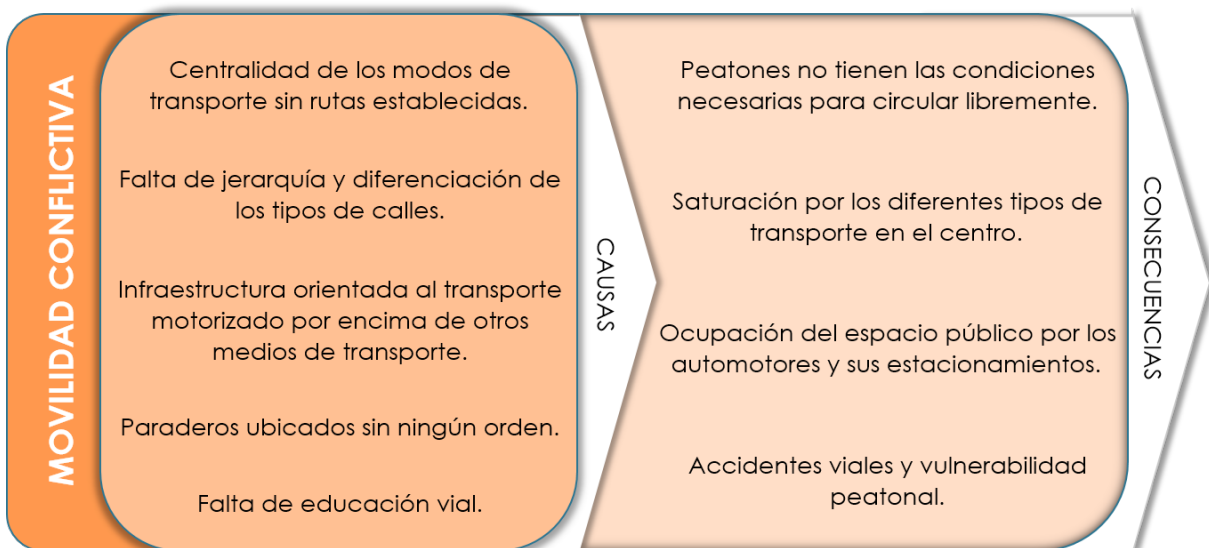 MOVILIDAD CONFLICTIVA
Centralidad de los modos de
transporte sin rutas establecidas.
Falta de jerarquía y diferenciación de
los tipos de calles.
Infraestructura orientada al transporte
motorizado por encima de otros
medios de transporte.
Paraderos ubicados sin ningún orden.
Falta de educación vial.
CAUSAS
Peatones no tienen las condiciones
necesarias para circular libremente.
Saturación por los diferentes tipos de
transporte en el centro.
Ocupación del espacio público por los
automotores y sus estacionamientos.
Accidentes viales y vulnerabilidad
peatonal.
CONSECUENCIAS